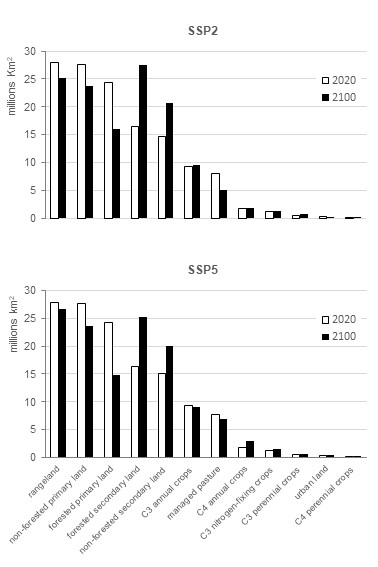 SSP2
millions Km²
30
25
20
15
10
5
0
2020
2100
SSP5
millions km²
30
25
20
15
10
5
0
2020
2100
rangeland
non-forested primary land
forested primary land
forested secondary land
non-forested secondary land
C3 annual crops
managed pasture
C4 annual crops
C3 nitrogen-fixing crops
C3 perennial crops
urban land
C4 perennial crops